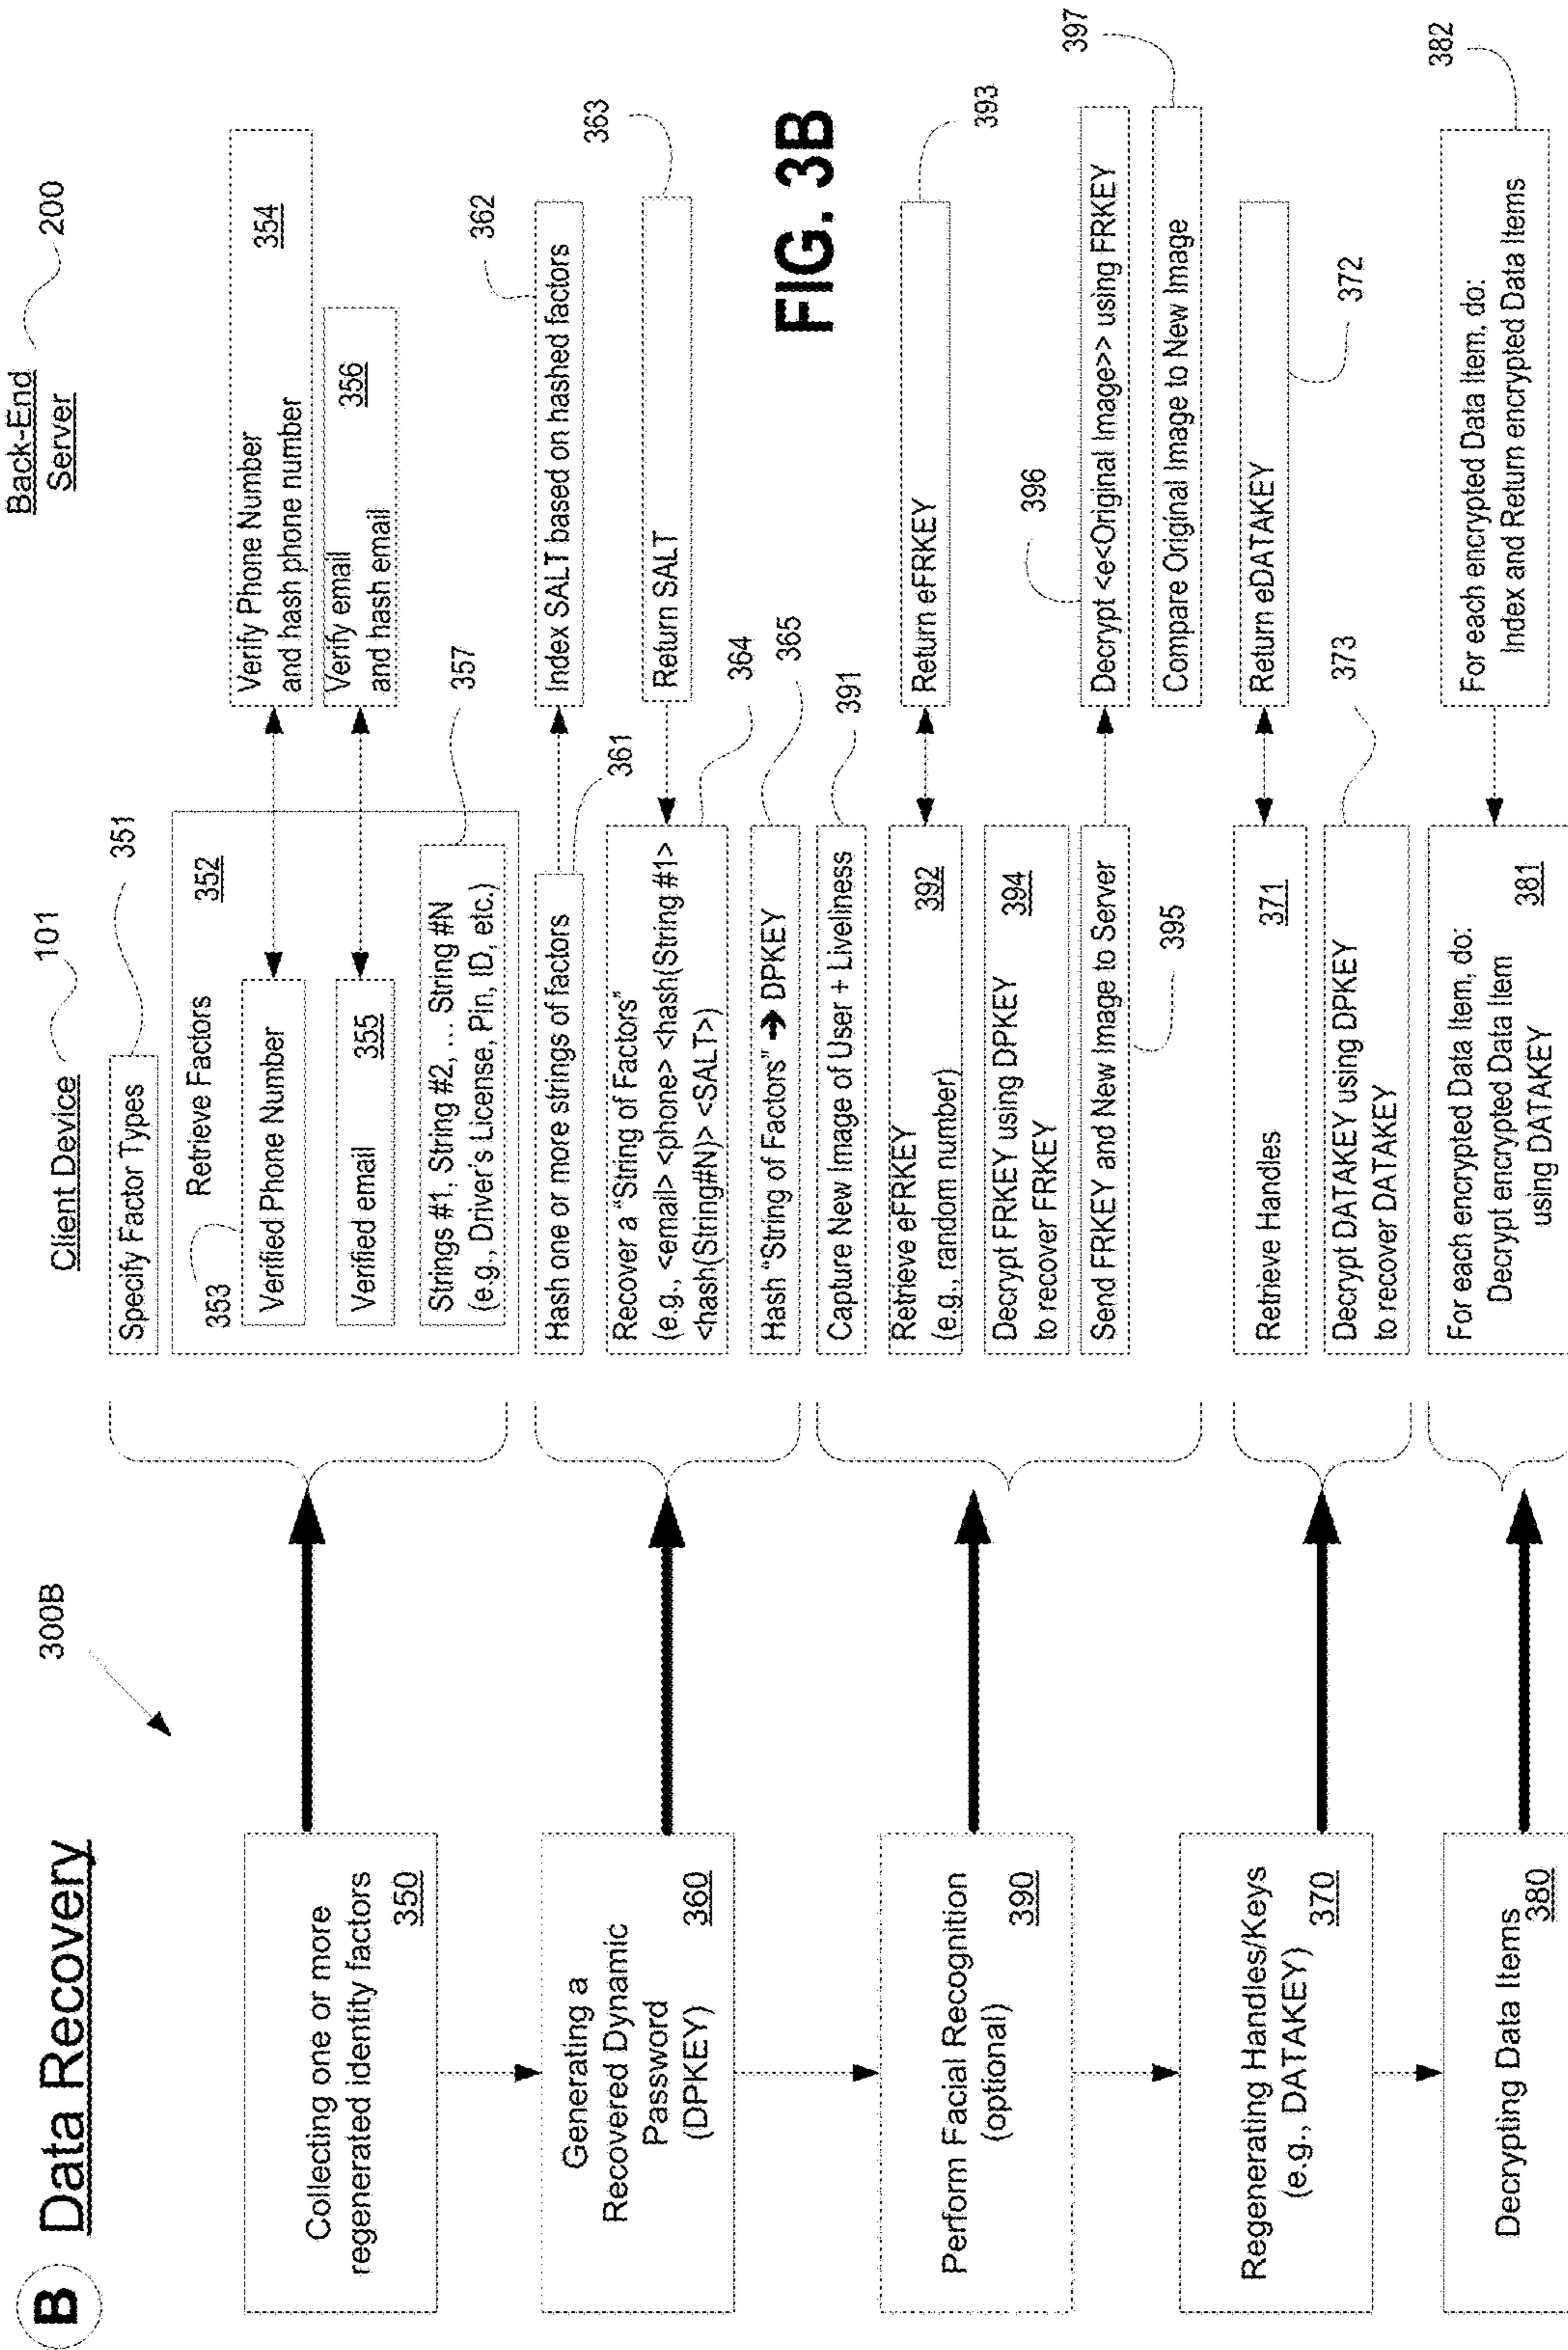 B Data Recovery
300B
Client Device
101
Back-End
Server
200
Collecting one or more
regenerated identity factors
350
Specify Factor Types
351
Retrieve Factors
352
353
Verified Phone Number
Verify Phone Number
and hash phone number
354
Verified email
355
Verify email
and hash email
356
Strings #1, String #2, ... String #N
(e.g., Driver's License, Pin, ID, etc.)
357
Generating a
Recovered Dynamic
Password
(DPKEY)
360
Hash one or more strings of factors
361
Index SALT based on hashed factors
362
Recover a “String of Factors”
(e.g., <email> <phone> <hash(String #1>
<hash(String#N)> <SALT>)
364
Return SALT
363
Hash “String of Factors” ➔ DPKEY
365
Perform Facial Recognition
(optional)
390
Capture New Image of User + Liveliness
391
Retrieve eFRKEY
(e.g., random number)
392
Return eFRKEY
393
Decrypt FRKEY using DPKEY
to recover FRKEY
394
Send FRKEY and New Image to Server
395
Decrypt <e<Original Image>> using FRKEY
396
Compare Original Image to New Image
397
Regenerating Handles/Keys
(e.g., DATAKEY)
370
Retrieve Handles
371
Return eDATAKEY
372
Decrypt DATAKEY using DPKEY
to recover DATAKEY
373
Decrypting Data Items
380
For each encrypted Data Item, do:
Decrypt encrypted Data Item
using DATAKEY
381
For each encrypted Data Item, do:
Index and Return encrypted Data Items
382
FIG. 3B